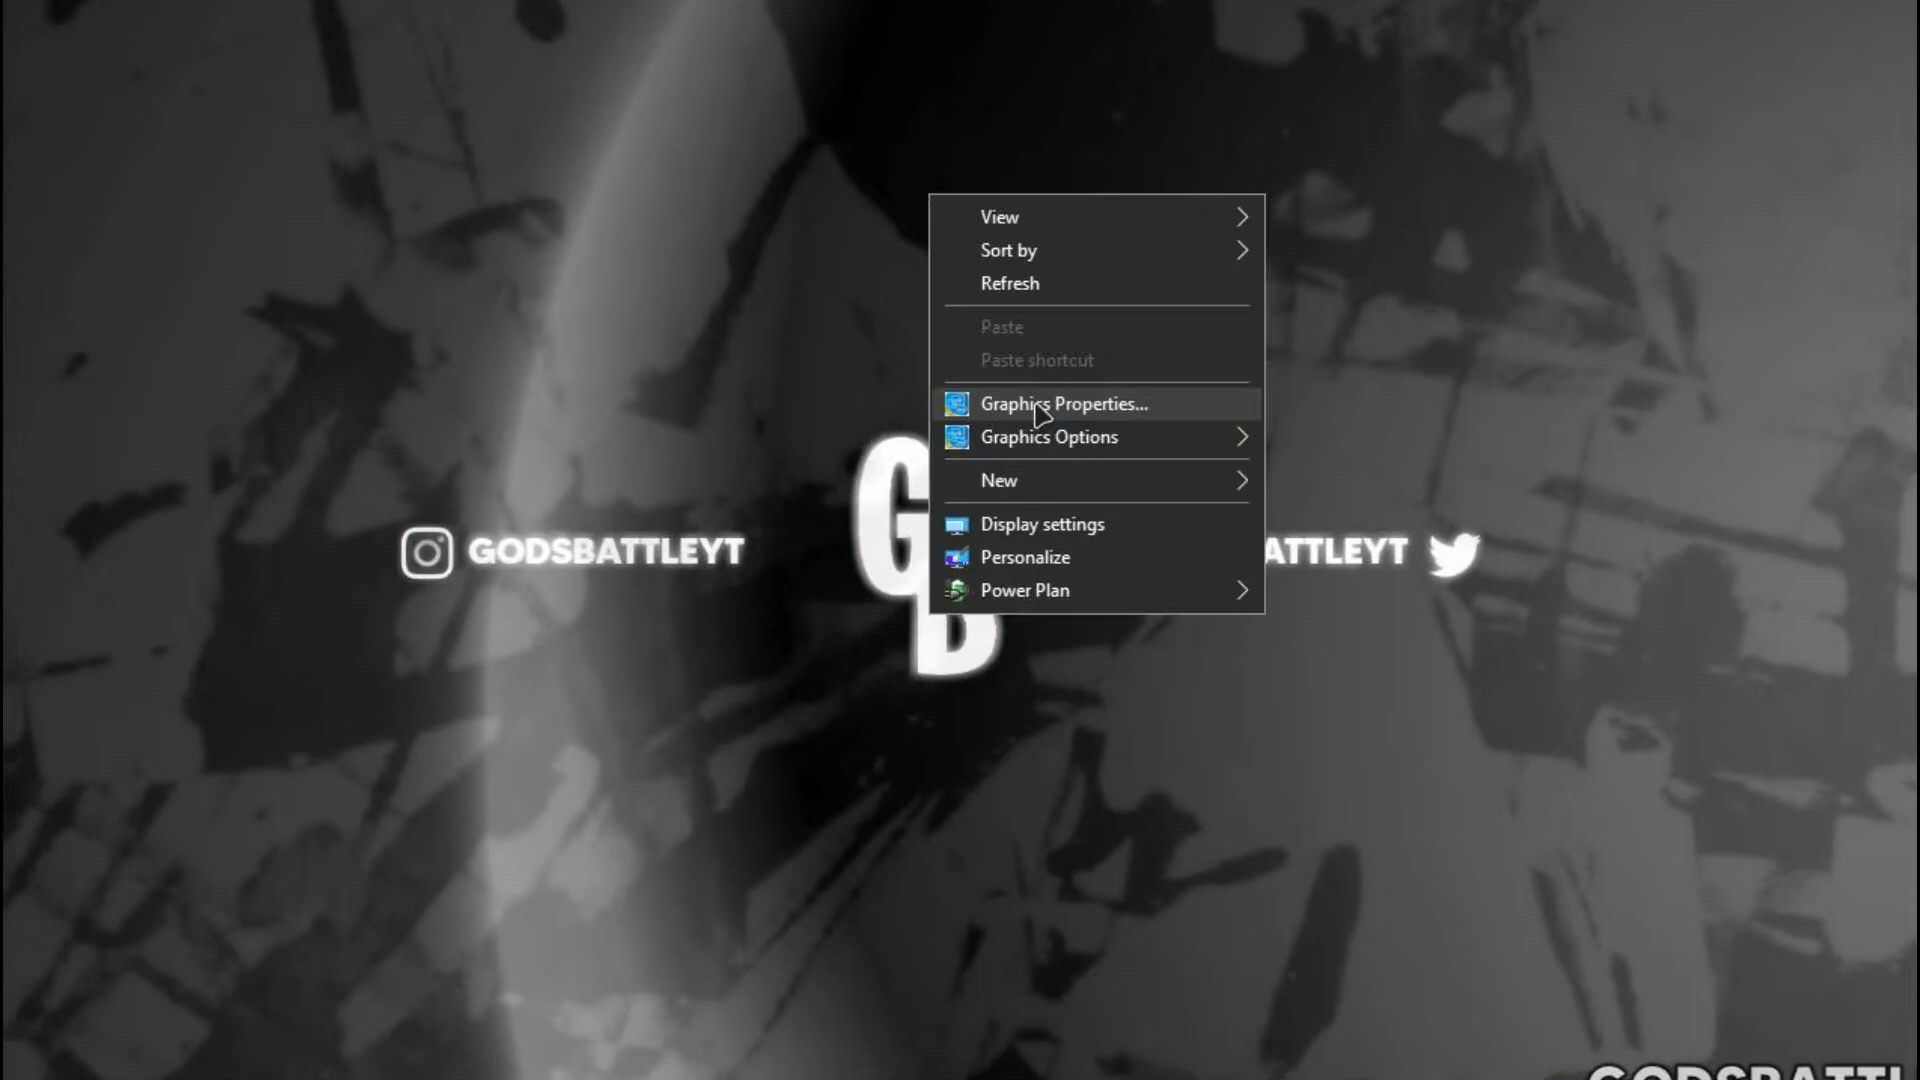 View
Sort by
Refresh
Paste
Paste shortcut
Graphics Properties...
Graphics Options
New
Display settings
Personalize
Power Plan
GODSBATTLEYT
G
B
ATTLEYT
GODSBATTL